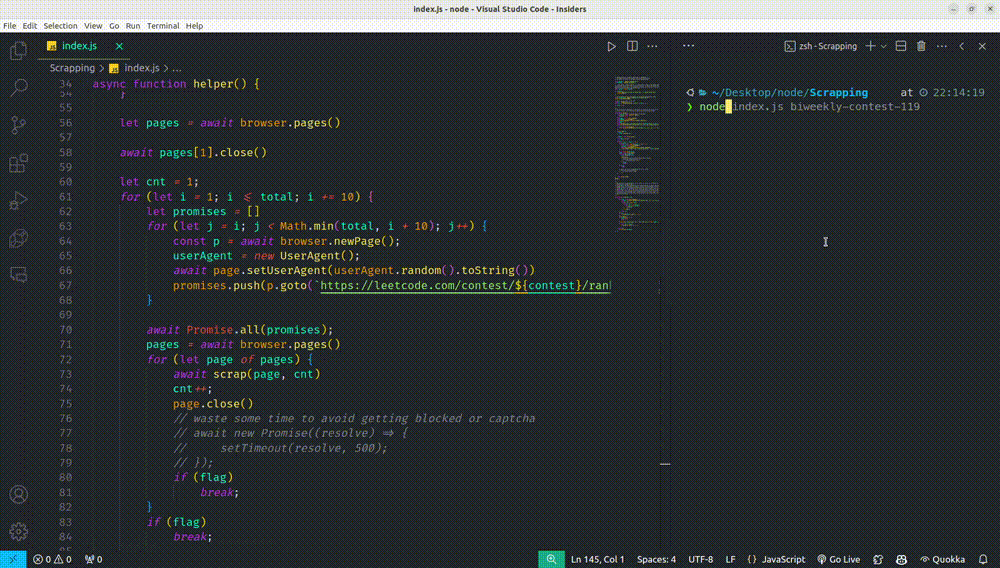 index.js - node - Visual Studio Code - Insiders
File Edit Selection View Go Run Terminal Help
index.js
Scrapping > index.js > ...
34 async function helper() {
54 }
55
56 let pages = await browser.pages()
57
58 await pages[1].close()
59
60 let cnt = 1;
61 for (let i = 1; i <= total; i += 10) {
62 let promises = []
63 for (let j = i; j < Math.min(total, i + 10); j++) {
64 const p = await browser.newPage();
65 userAgent = new UserAgent();
66 await page.setUserAgent(userAgent.random().toString())
67 promises.push(p.goto(`https://leetcode.com/contest/${contest}/ran
68 }
69
70 await Promise.all(promises);
71 pages = await browser.pages()
72 for (let page of pages) {
73 await scrap(page, cnt)
74 cnt++;
75 page.close()
76 // waste some time to avoid getting blocked or captcha
77 // await new Promise((resolve) => {
78 // setTimeout(resolve, 500);
79 // });
80 if (flag)
81 break;
82 }
83 if (flag)
84 break;
zsh - Scrapping
~/Desktop/node/Scrapping at 22:14:19
❯ node index.js biweekly-contest-119
0 0 0 Ln 145, Col 1 Spaces: 4 UTF-8 LF {} JavaScript Go Live Quokka